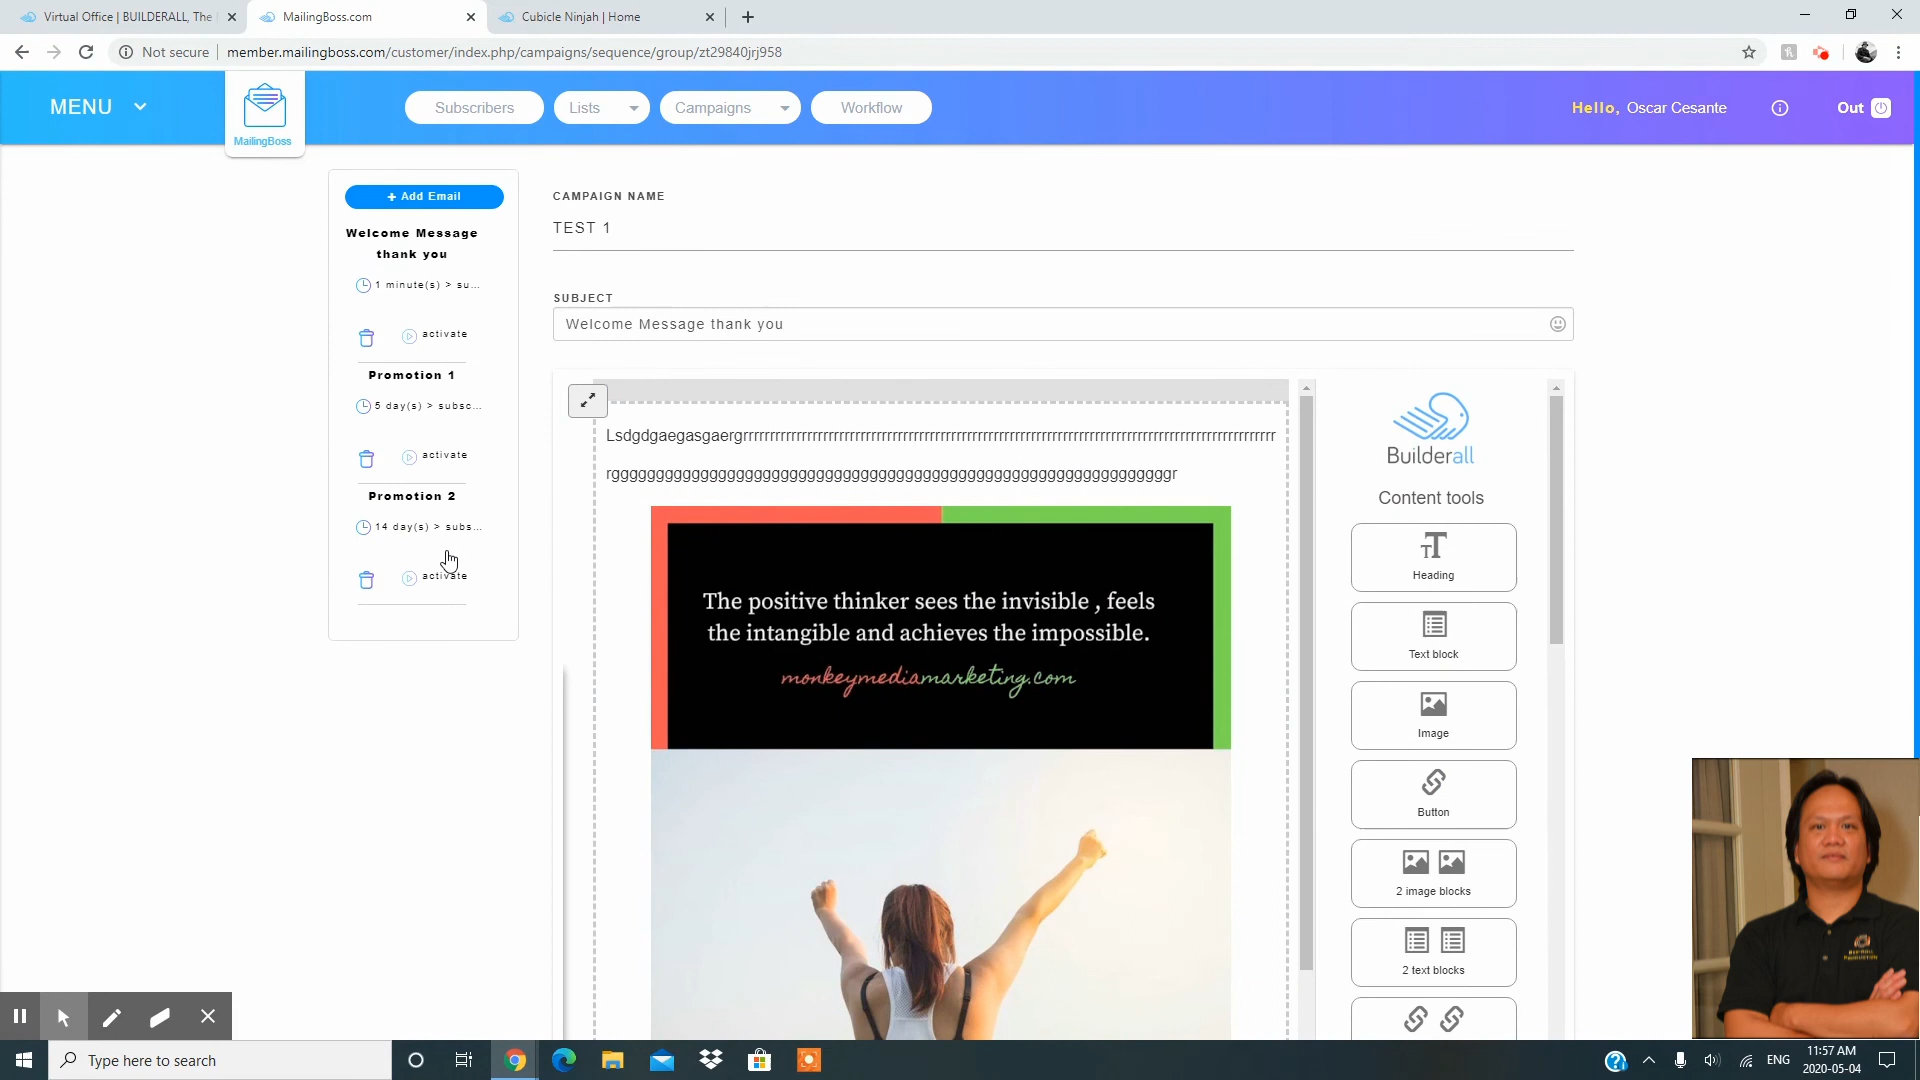 Virtual Office | BUILDERALL, The
MailingBoss.com
Cubicle Ninjah | Home
Not secure
member.mailingboss.com/customer/index.php/campaigns/sequence/group/zt29840jrj958
MENU
MailingBoss
Subscribers
Lists
Campaigns
Workflow
Hello, Oscar Cesante
Out
+ Add Email
Welcome Message
thank you
1 minute(s) > su...
activate
Promotion 1
5 day(s) > subsc...
activate
Promotion 2
14 day(s) > subs...
activate
CAMPAIGN NAME
TEST 1
SUBJECT
Welcome Message thank you
The positive thinker sees the invisible , feels
the intangible and achieves the impossible.
monkeymediamarketing.com
Builderall
Content tools
Heading
Text block
Image
Button
2 image blocks
2 text blocks
Type here to search
ENG
11:57 AM
2020-05-04